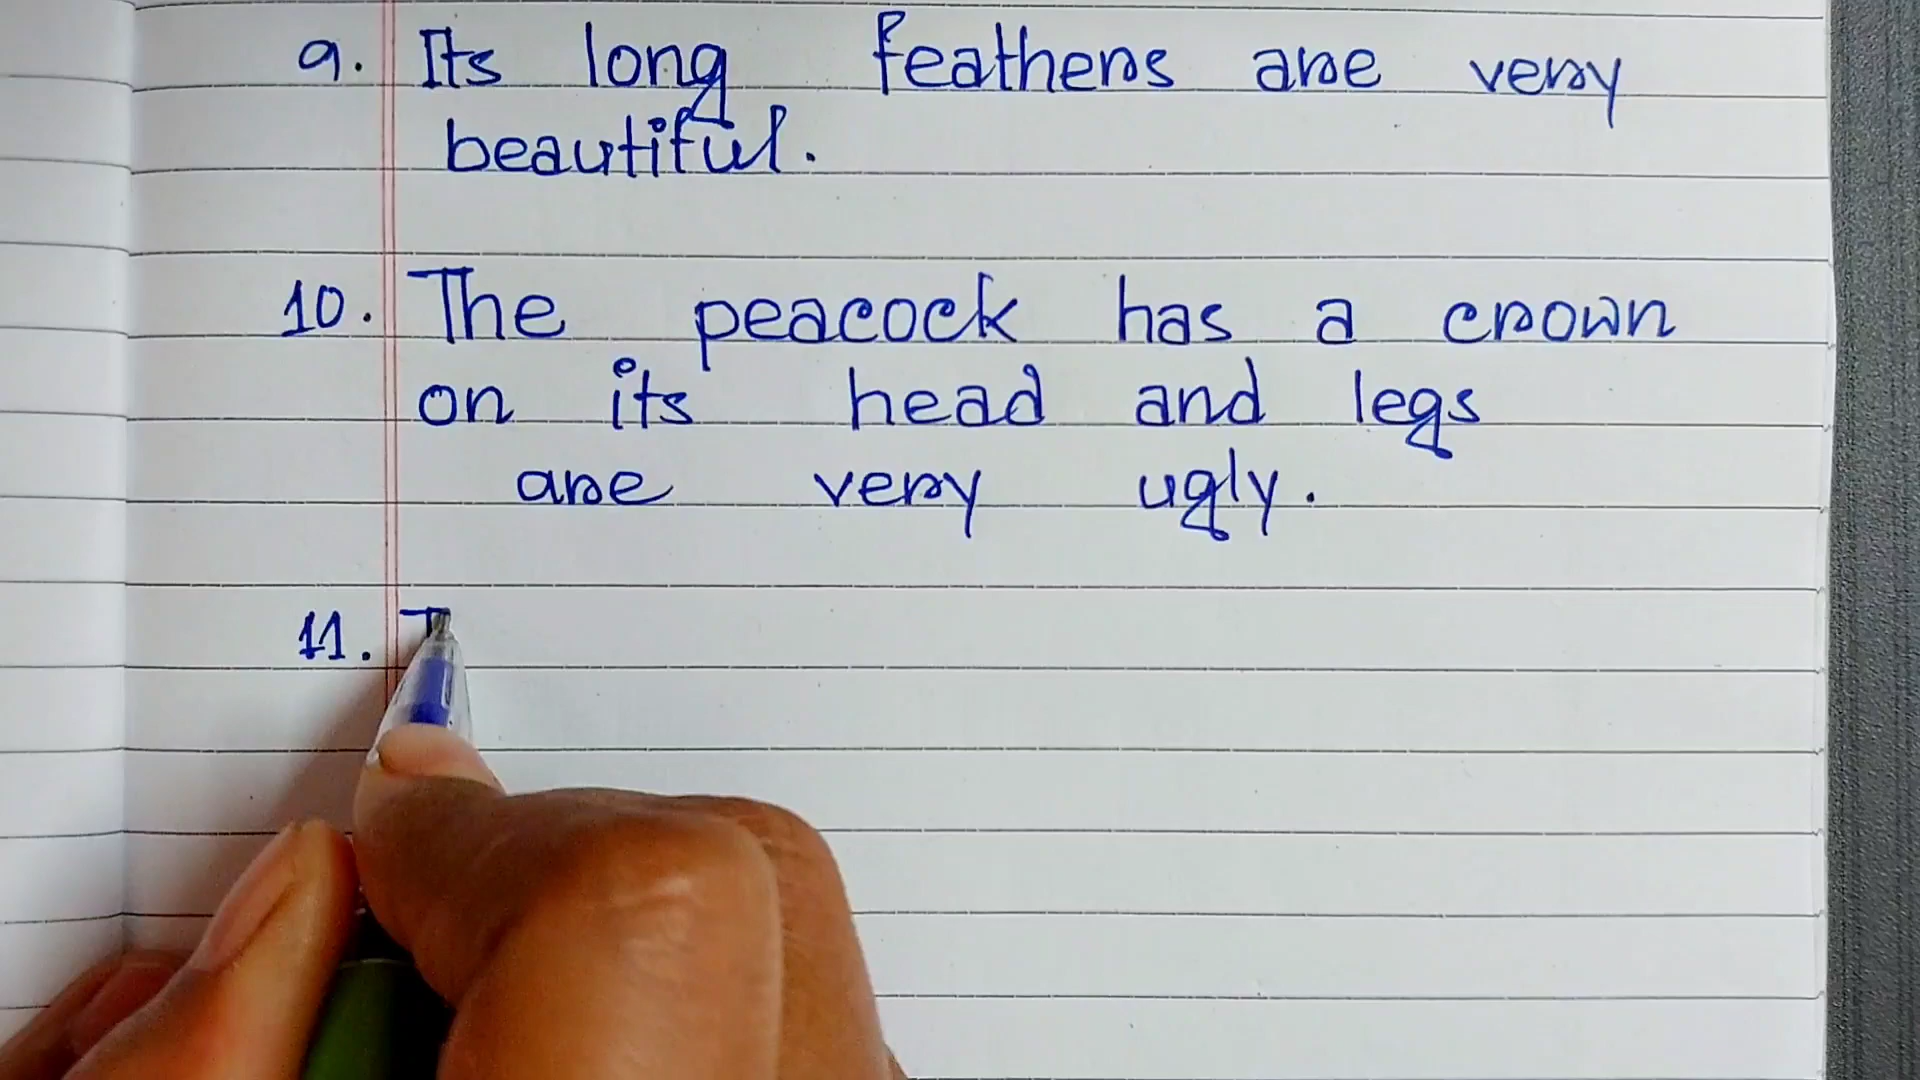 9. Its long feathers are very
beautiful.
10. The peacock has a crown
on its head and legs
are very ugly.
11. T